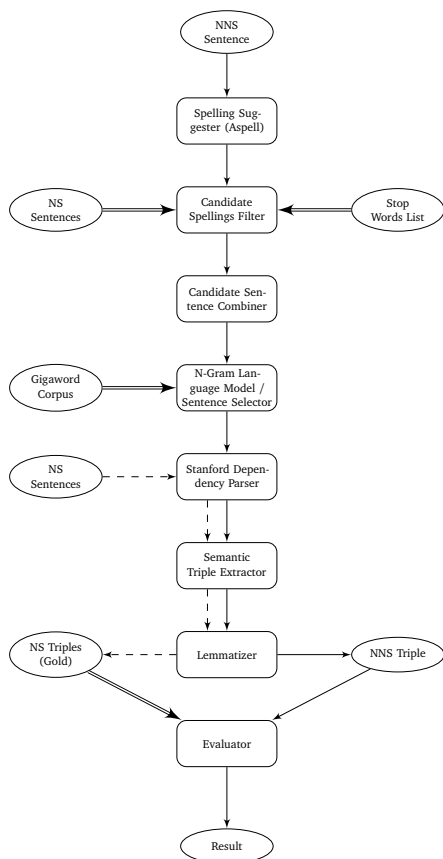 NNS
Sentence
Spelling Sug-
gester (Aspell)
NS
Sentences
Candidate
Spellings Filter
Stop
Words List
Candidate Sen-
tence Combiner
Gigaword
Corpus
N-Gram Lan-
guage Model /
Sentence Selector
NS
Sentences
Stanford Depen-
dency Parser
Semantic
Triple Extractor
NS Triples
(Gold)
Lemmatizer
NNS Triple
Evaluator
Result